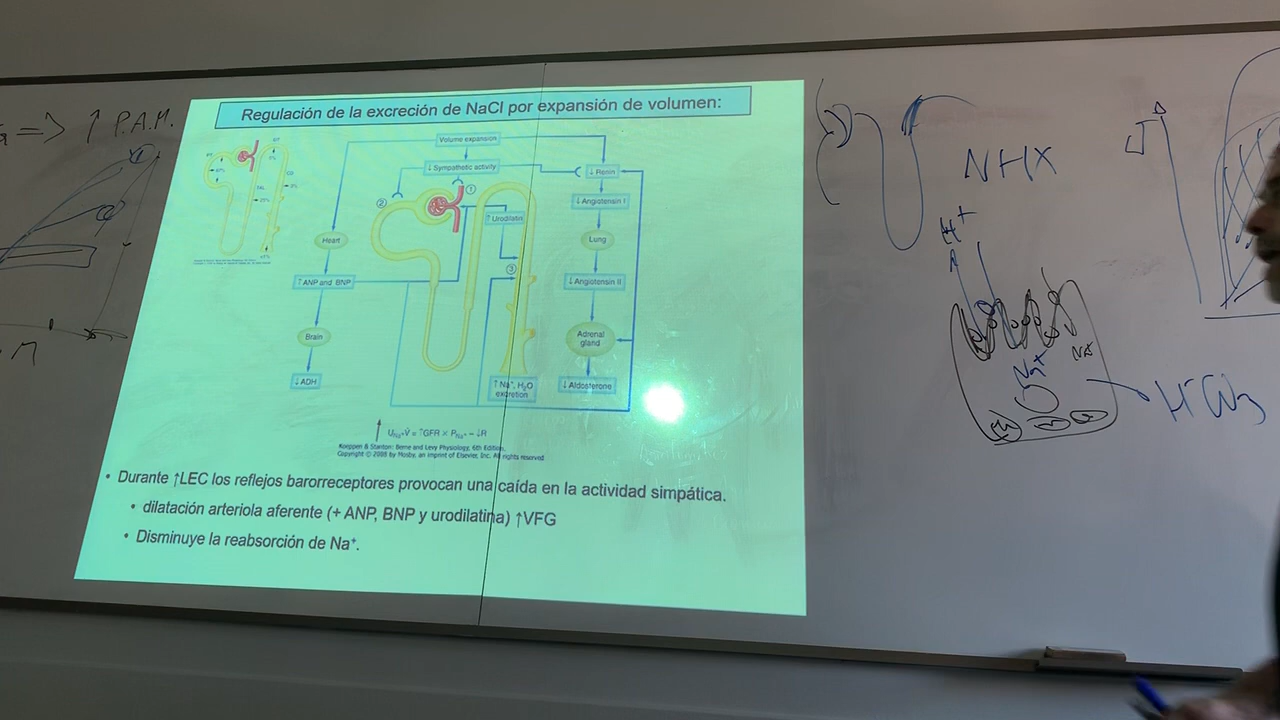 => ↑ P.A.M.
Regulación de la excreción de NaCl por expansión de volumen:
Volume expansion
↓ Sympathetic activity
↓ Renin
①
②
↑ Urodilatin
↓ Angiotensin I
Heart
Lung
③
↑ ANP and BNP
↓ Angiotensin II
Brain
Adrenal
gland
↓ ADH
↑ Na⁺, H₂O
excretion
↓ Aldosterone
Koeppen & Stanton: Berne and Levy Physiology, 6th Edition.
Copyright © 2008 by Mosby, an imprint of Elsevier, Inc. All rights reserved
• Durante ↑LEC los reflejos barorreceptores provocan una caída en la actividad simpática.
• dilatación arteriola aferente (+ ANP, BNP y urodilatina) ↑VFG
• Disminuye la reabsorción de Na⁺.
NHX
H+